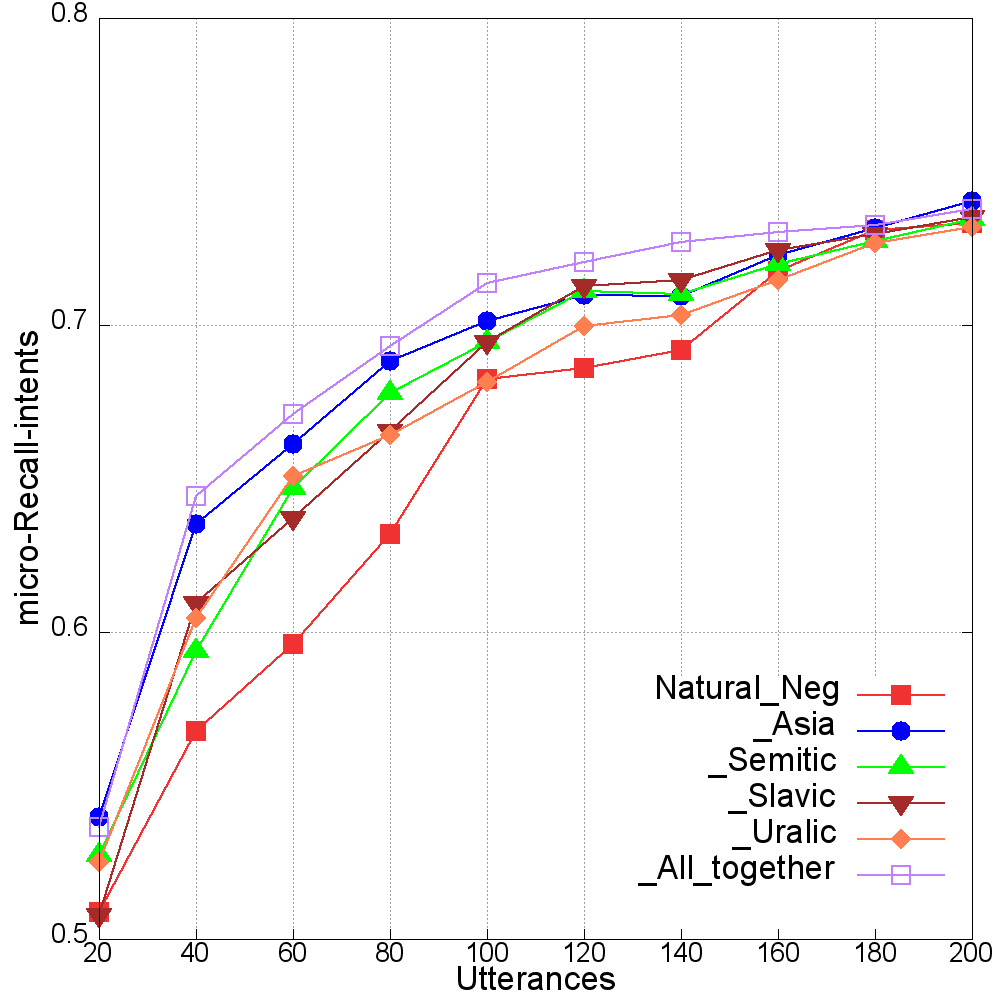 0.8
0.7
0.6
0.5
micro-Recall-intents
Natural_Neg
_Asia
_Semitic
_Slavic
_Uralic
_All_together
20 40 60 80 100 120 140 160 180 200
Utterances